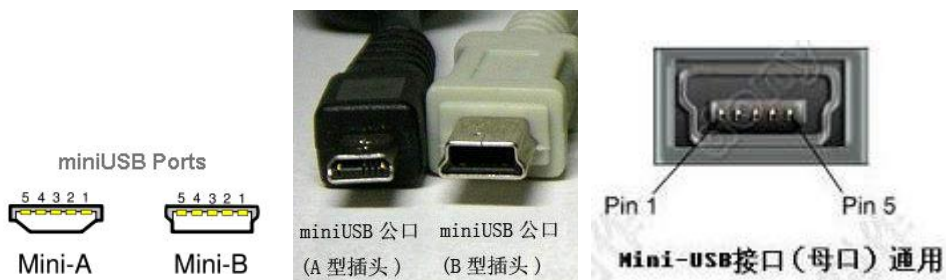 miniUSB Ports
5 4 3 2 1
5 4 3 2 1
Mini-A
Mini-B
miniUSB 公口
(A 型插头)
miniUSB 公口
(B 型插头)
Pin 1
Pin 5
Mini-USB接口(母口)通用